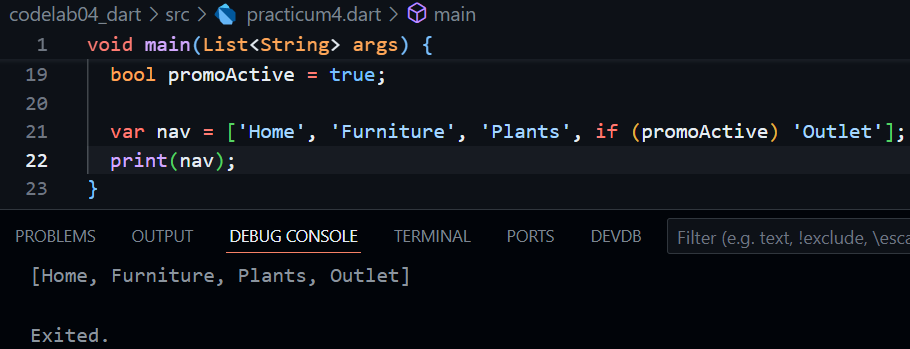 codelab04_dart > src > practicum4.dart > main
1 void main(List<String> args) {
19 bool promoActive = true;
20
21 var nav = ['Home', 'Furniture', 'Plants', if (promoActive) 'Outlet'];
22 print(nav);
23 }
PROBLEMS OUTPUT DEBUG CONSOLE TERMINAL PORTS DEVDB Filter (e.g. text, !exclude, \esca
[Home, Furniture, Plants, Outlet]
Exited.